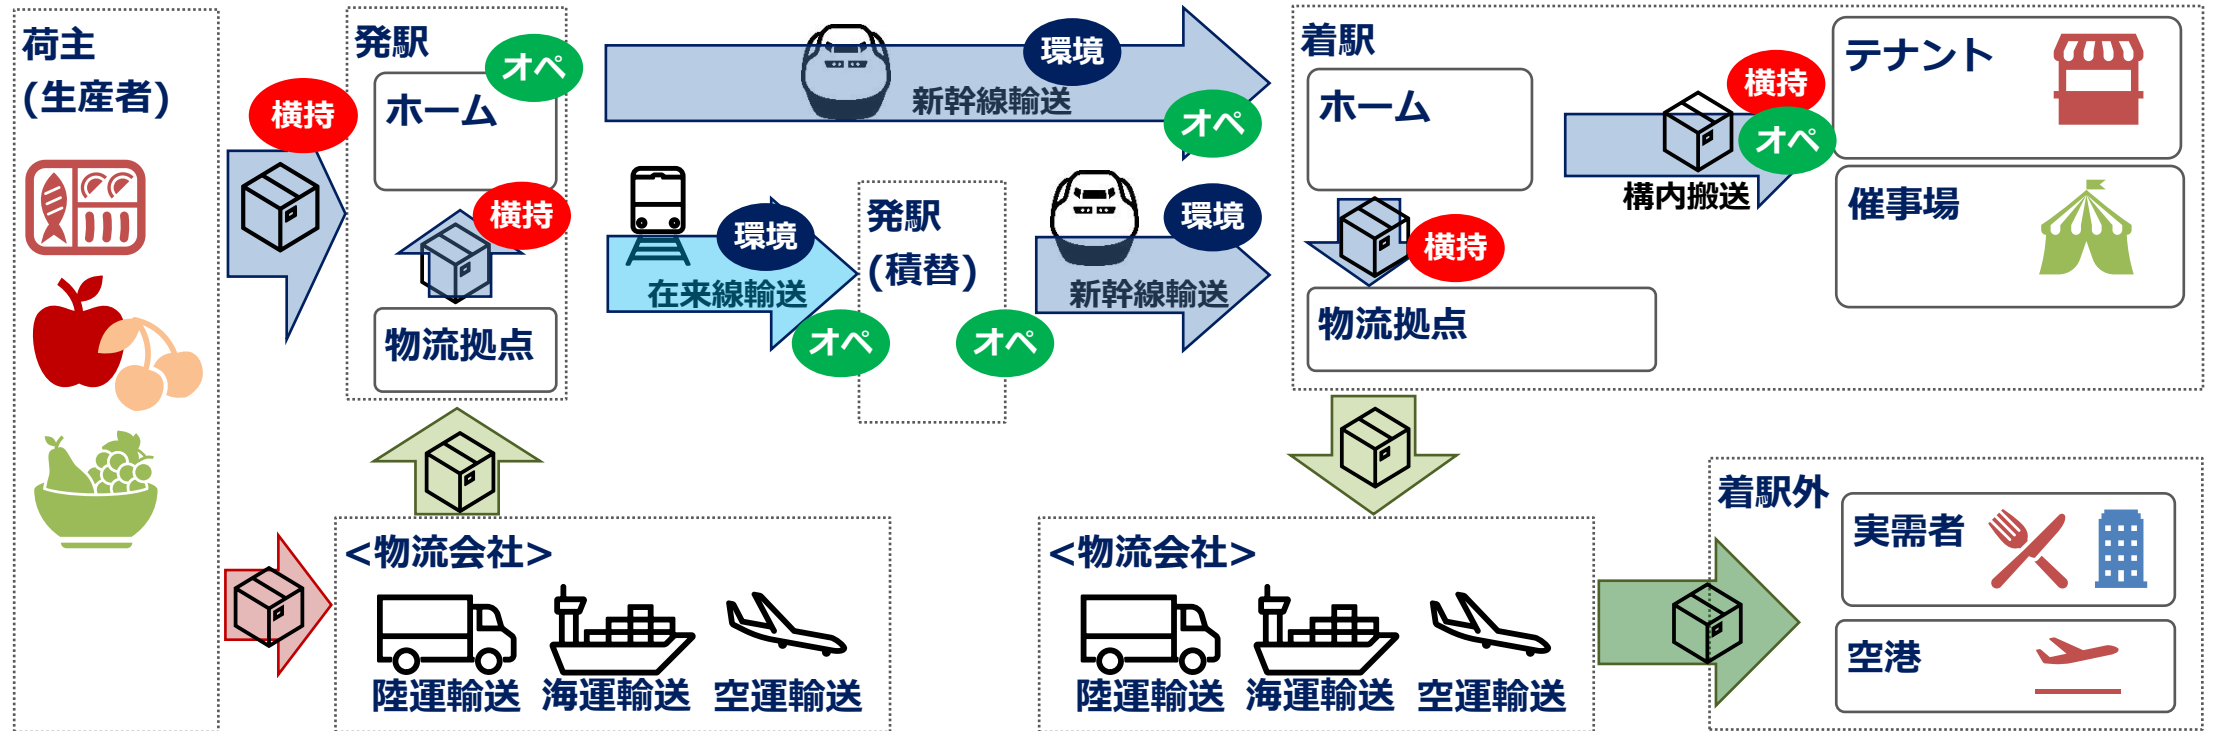 荷主
(生産者)
横持
発駅
オペ
ホーム
横持
物流拠点
環境
新幹線輸送
オペ
環境
在来線輸送
オペ
発駅
(積替)
オペ
環境
新幹線輸送
着駅
ホーム
横持
物流拠点
横持
オペ
構内搬送
テナント
催事場
<物流会社>
陸運輸送 海運輸送 空運輸送
<物流会社>
陸運輸送 海運輸送 空運輸送
着駅外
実需者
空港